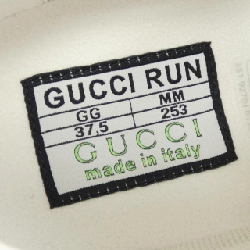 GUCCI RUN
GG MM
37,5 253
GUCCI
made in italy